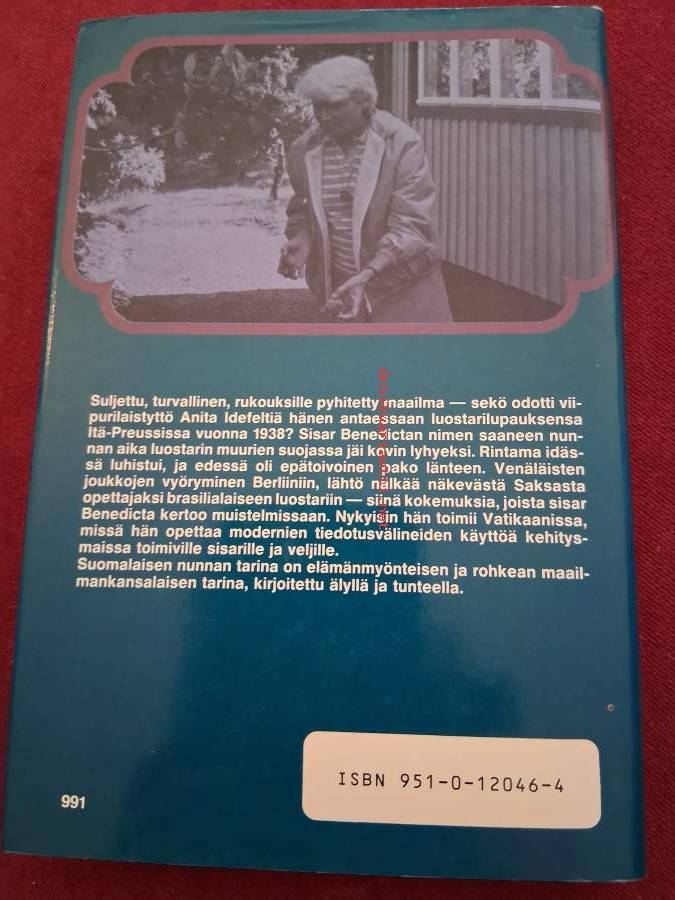 Suljettu, turvallinen, rukouksille pyhitetty maailma — sekö odotti vii-
purilaistyttö Anita Idefeltiä hänen antaessaan luostarilupauksensa
Itä-Preussissa vuonna 1938? Sisar Benedictan nimen saaneen nun-
nan aika luostarin muurien suojassa jäi kovin lyhyeksi. Rintama idäs-
sä luhistui, ja edessä oli epätoivoinen pako länteen. Venäläisten
joukkojen vyöryminen Berliiniin, lähtö nälkää näkevästä Saksasta
opettajaksi brasilialaiseen luostariin — siinä kokemuksia, joista sisar
Benedicta kertoo muistelmissaan. Nykyisin hän toimii Vatikaanissa,
missä hän opettaa modernien tiedotusvälineiden käyttöä kehitys-
maissa toimiville sisarille ja veljille.
Suomalaisen nunnan tarina on elämänmyönteisen ja rohkean maail-
mankansalaisen tarina, kirjoitettu älyllä ja tunteella.
ISBN 951-0-12046-4
991